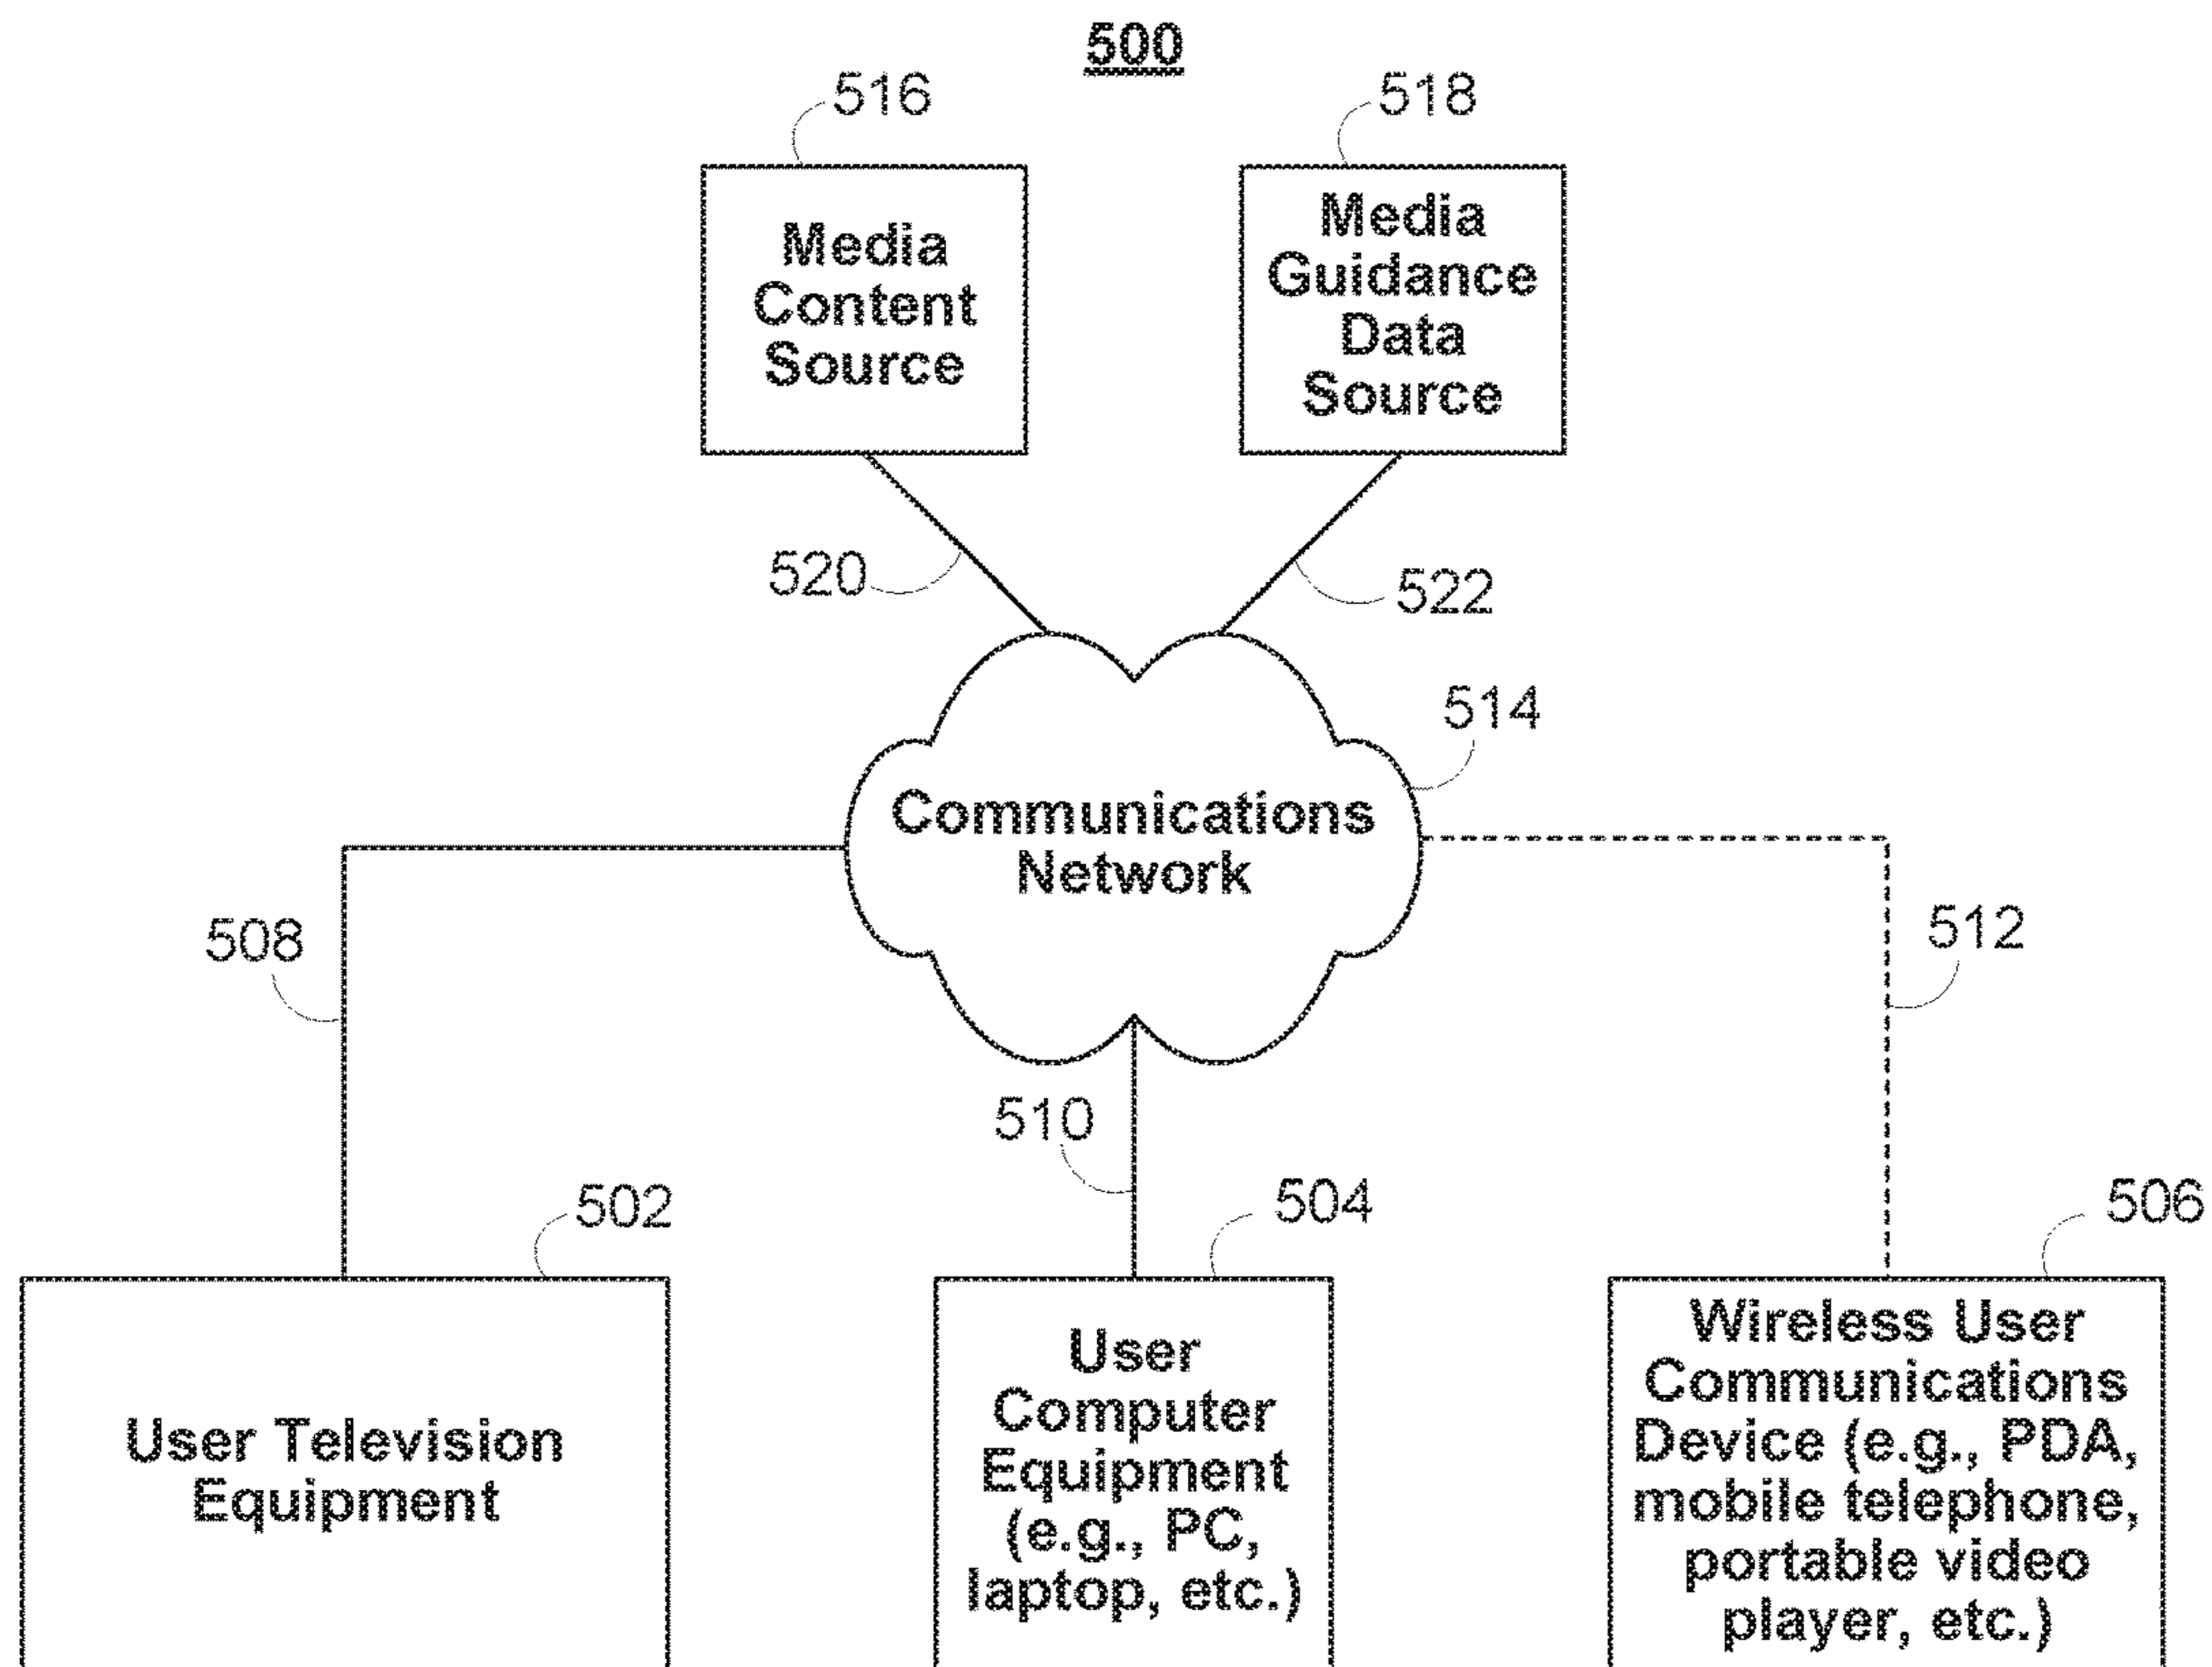 500
516
518
Media
Content
Source
Media
Guidance
Data
Source
520
522
514
Communications
Network
508
512
510
502
504
506
User Television
Equipment
User
Computer
Equipment
(e.g., PC,
laptop, etc.)
Wireless User
Communications
Device (e.g., PDA,
mobile telephone,
portable video
player, etc.)